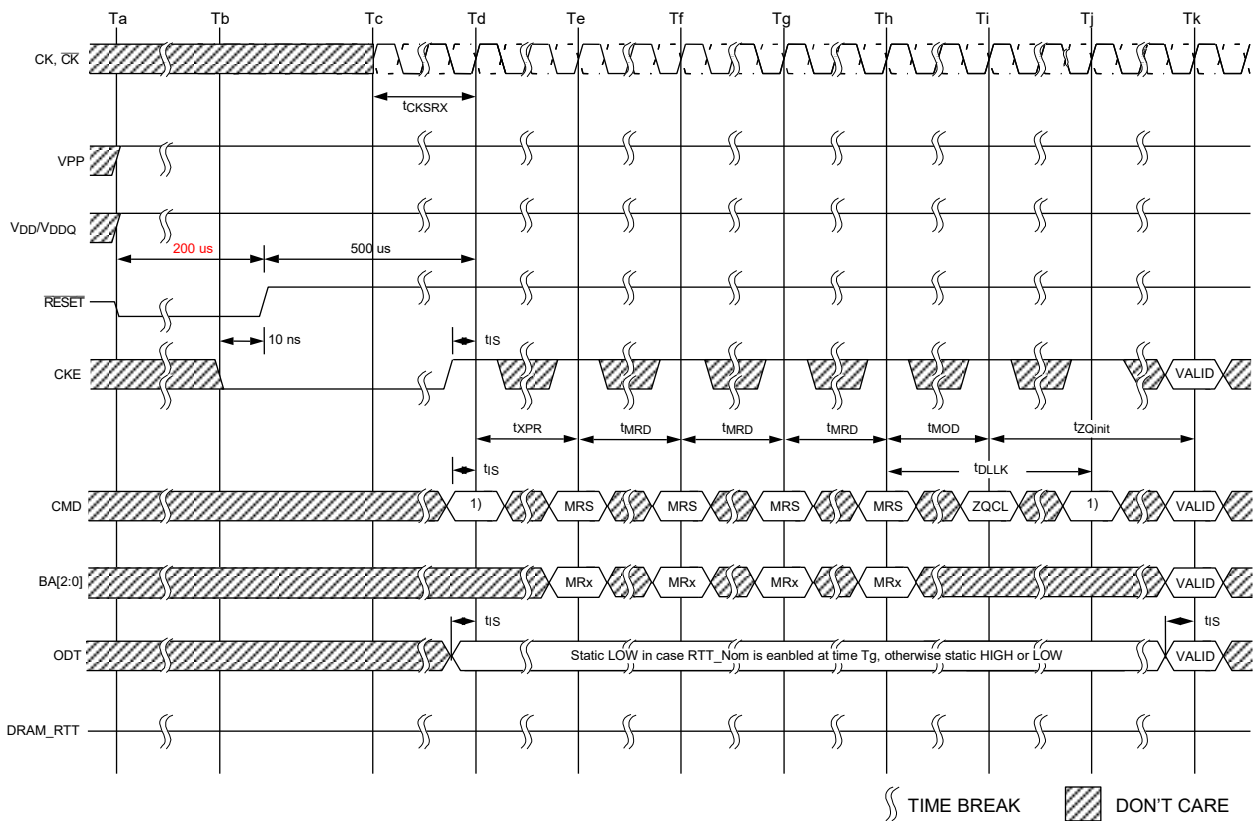 Ta Tb Tc Td Te Tf Tg Th Ti Tj Tk
CK, CK
tCKSRX
VPP
VDD/VDDQ
200 us 500 us
RESET
10 ns tIS
CKE VALID
tXPR tMRD tMRD tMRD tMOD tZQinit
tIS tDLLK
CMD 1) MRS MRS MRS MRS ZQCL 1) VALID
BA[2:0] MRx MRx MRx MRx VALID
tIS tIS
ODT Static LOW in case RTT_Nom is eanbled at time Tg, otherwise static HIGH or LOW VALID
DRAM_RTT
TIME BREAK DON'T CARE